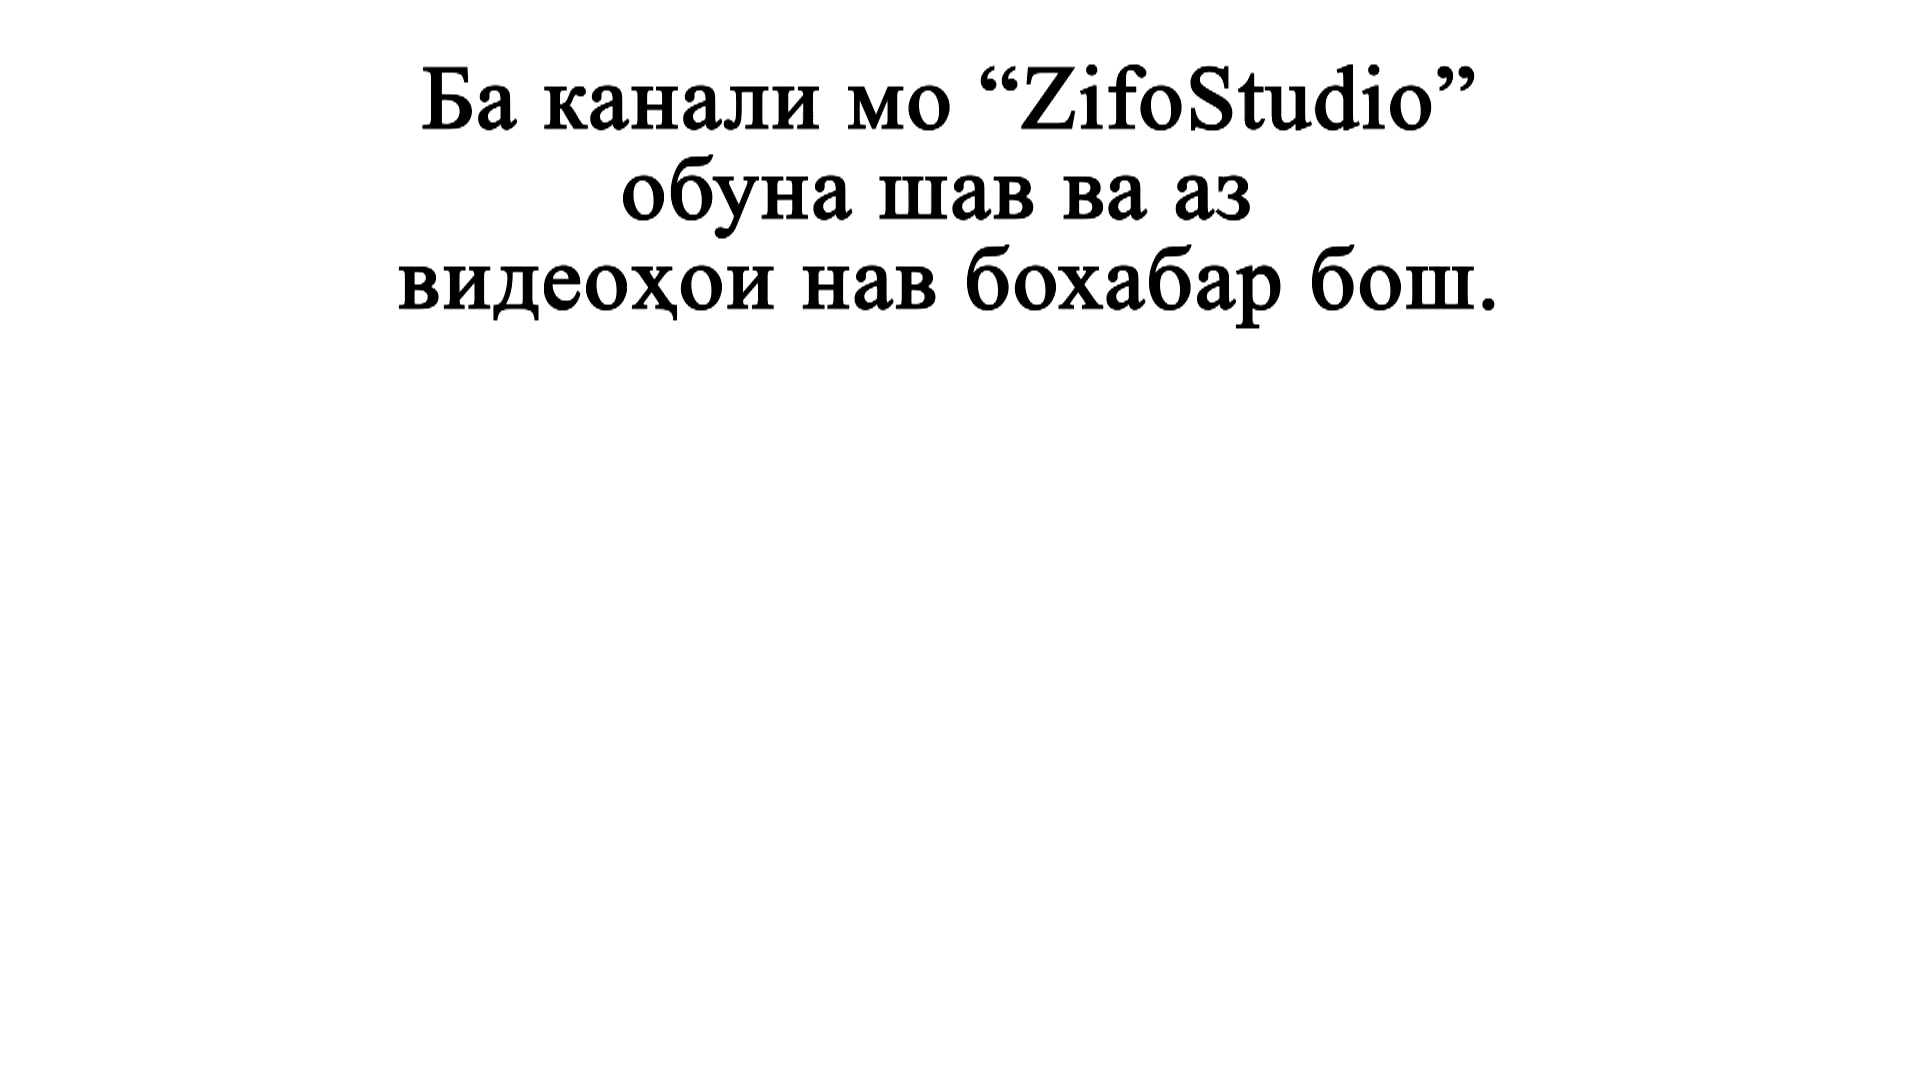 Ба канали мо “ZifoStudio”
обуна шав ва аз
видеоҳои нав бохабар бош.